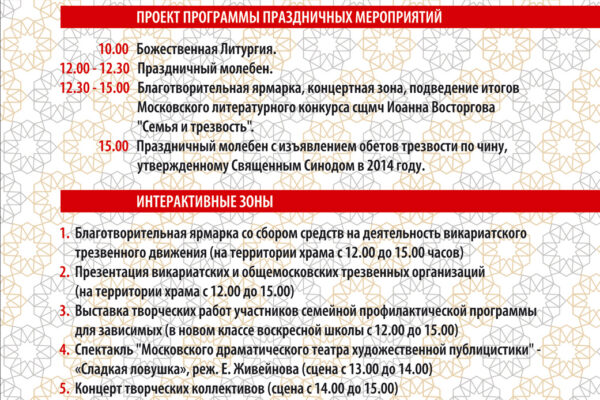 ПРОЕКТ ПРОГРАММЫ ПРАЗДНИЧНЫХ МЕРОПРИЯТИЙ
10.00 Божественная Литургия.
12.00 - 12.30 Праздничный молебен.
12.30 - 15.00 Благотворительная ярмарка, концертная зона, подведение итогов
Московского литературного конкурса сщмч Иоанна Восторгова
"Семья и трезвость".
15.00 Праздничный молебен с изъявлением обетов трезвости по чину,
утвержденному Священным Синодом в 2014 году.
ИНТЕРАКТИВНЫЕ ЗОНЫ
1. Благотворительная ярмарка со сбором средств на деятельность викариатского
трезвенного движения (на территории храма с 12.00 до 15.00 часов)
2. Презентация викариатских и общемосковских трезвенных организаций
(на территории храма с 12.00 до 15.00)
3. Выставка творческих работ участников семейной профилактической программы
для зависимых (в новом классе воскресной школы с 12.00 до 15.00)
4. Спектакль "Московского драматического театра художественной публицистики" -
«Сладкая ловушка», реж. Е. Живейнова (сцена с 13.00 до 14.00)
5. Концерт творческих коллективов (сцена с 14.00 до 15.00)